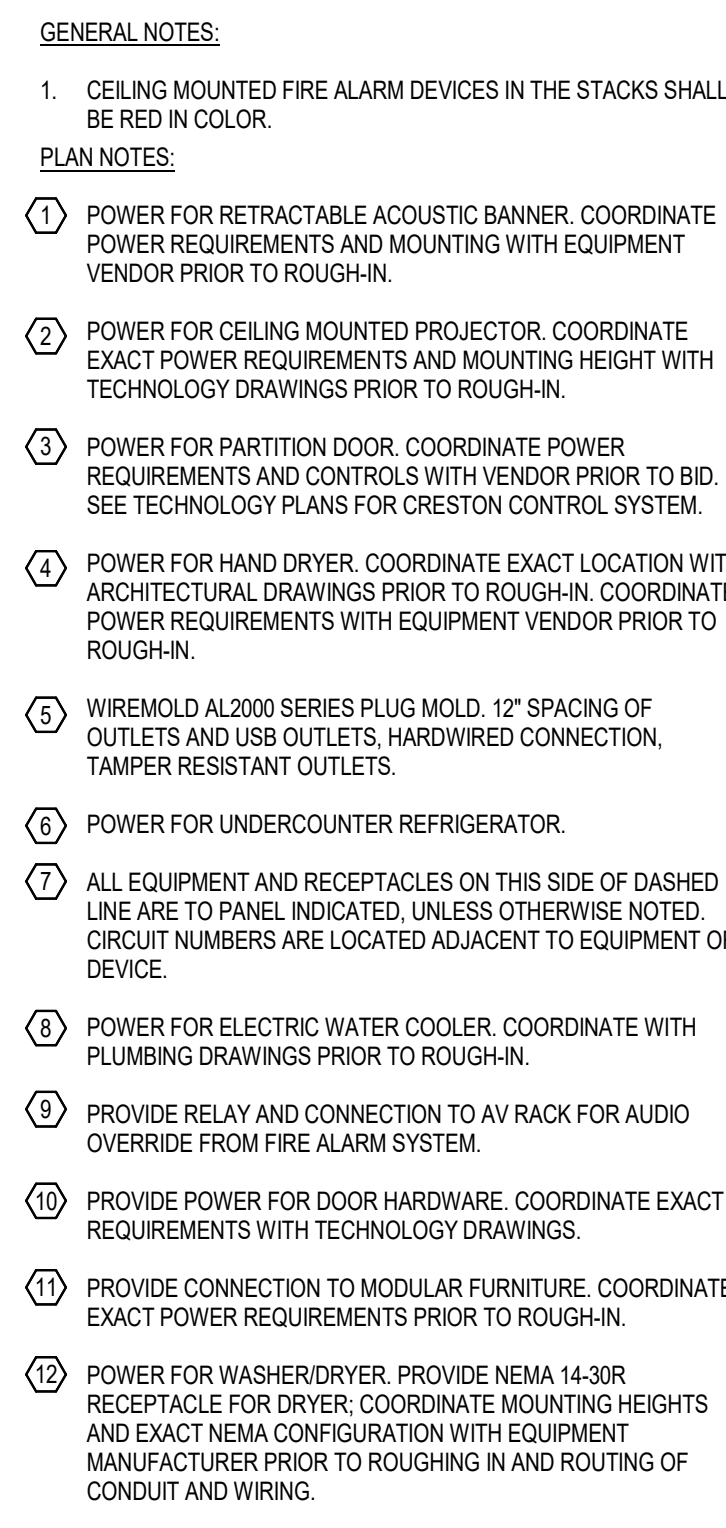 GENERAL NOTES:
1. CEILING MOUNTED FIRE ALARM DEVICES IN THE STACKS SHALL
BE RED IN COLOR.
PLAN NOTES:
1 POWER FOR RETRACTABLE ACOUSTIC BANNER. COORDINATE
POWER REQUIREMENTS AND MOUNTING WITH EQUIPMENT
VENDOR PRIOR TO ROUGH-IN.
2 POWER FOR CEILING MOUNTED PROJECTOR. COORDINATE
EXACT POWER REQUIREMENTS AND MOUNTING HEIGHT WITH
TECHNOLOGY DRAWINGS PRIOR TO ROUGH-IN.
3 POWER FOR PARTITION DOOR. COORDINATE POWER
REQUIREMENTS AND CONTROLS WITH VENDOR PRIOR TO BID.
SEE TECHNOLOGY PLANS FOR CRESTON CONTROL SYSTEM.
4 POWER FOR HAND DRYER. COORDINATE EXACT LOCATION WIT
ARCHITECTURAL DRAWINGS PRIOR TO ROUGH-IN. COORDINATE
POWER REQUIREMENTS WITH EQUIPMENT VENDOR PRIOR TO
ROUGH-IN.
5 WIREMOLD AL2000 SERIES PLUG MOLD. 12" SPACING OF
OUTLETS AND USB OUTLETS, HARDWIRED CONNECTION,
TAMPER RESISTANT OUTLETS.
6 POWER FOR UNDERCOUNTER REFRIGERATOR.
7 ALL EQUIPMENT AND RECEPTACLES ON THIS SIDE OF DASHED
LINE ARE TO PANEL INDICATED, UNLESS OTHERWISE NOTED.
CIRCUIT NUMBERS ARE LOCATED ADJACENT TO EQUIPMENT OR
DEVICE.
8 POWER FOR ELECTRIC WATER COOLER. COORDINATE WITH
PLUMBING DRAWINGS PRIOR TO ROUGH-IN.
9 PROVIDE RELAY AND CONNECTION TO AV RACK FOR AUDIO
OVERRIDE FROM FIRE ALARM SYSTEM.
10 PROVIDE POWER FOR DOOR HARDWARE. COORDINATE EXACT
REQUIREMENTS WITH TECHNOLOGY DRAWINGS.
11 PROVIDE CONNECTION TO MODULAR FURNITURE. COORDINATE
EXACT POWER REQUIREMENTS PRIOR TO ROUGH-IN.
12 POWER FOR WASHER/DRYER. PROVIDE NEMA 14-30R
RECEPTACLE FOR DRYER; COORDINATE MOUNTING HEIGHTS
AND EXACT NEMA CONFIGURATION WITH EQUIPMENT
MANUFACTURER PRIOR TO ROUGHING IN AND ROUTING OF
CONDUIT AND WIRING.